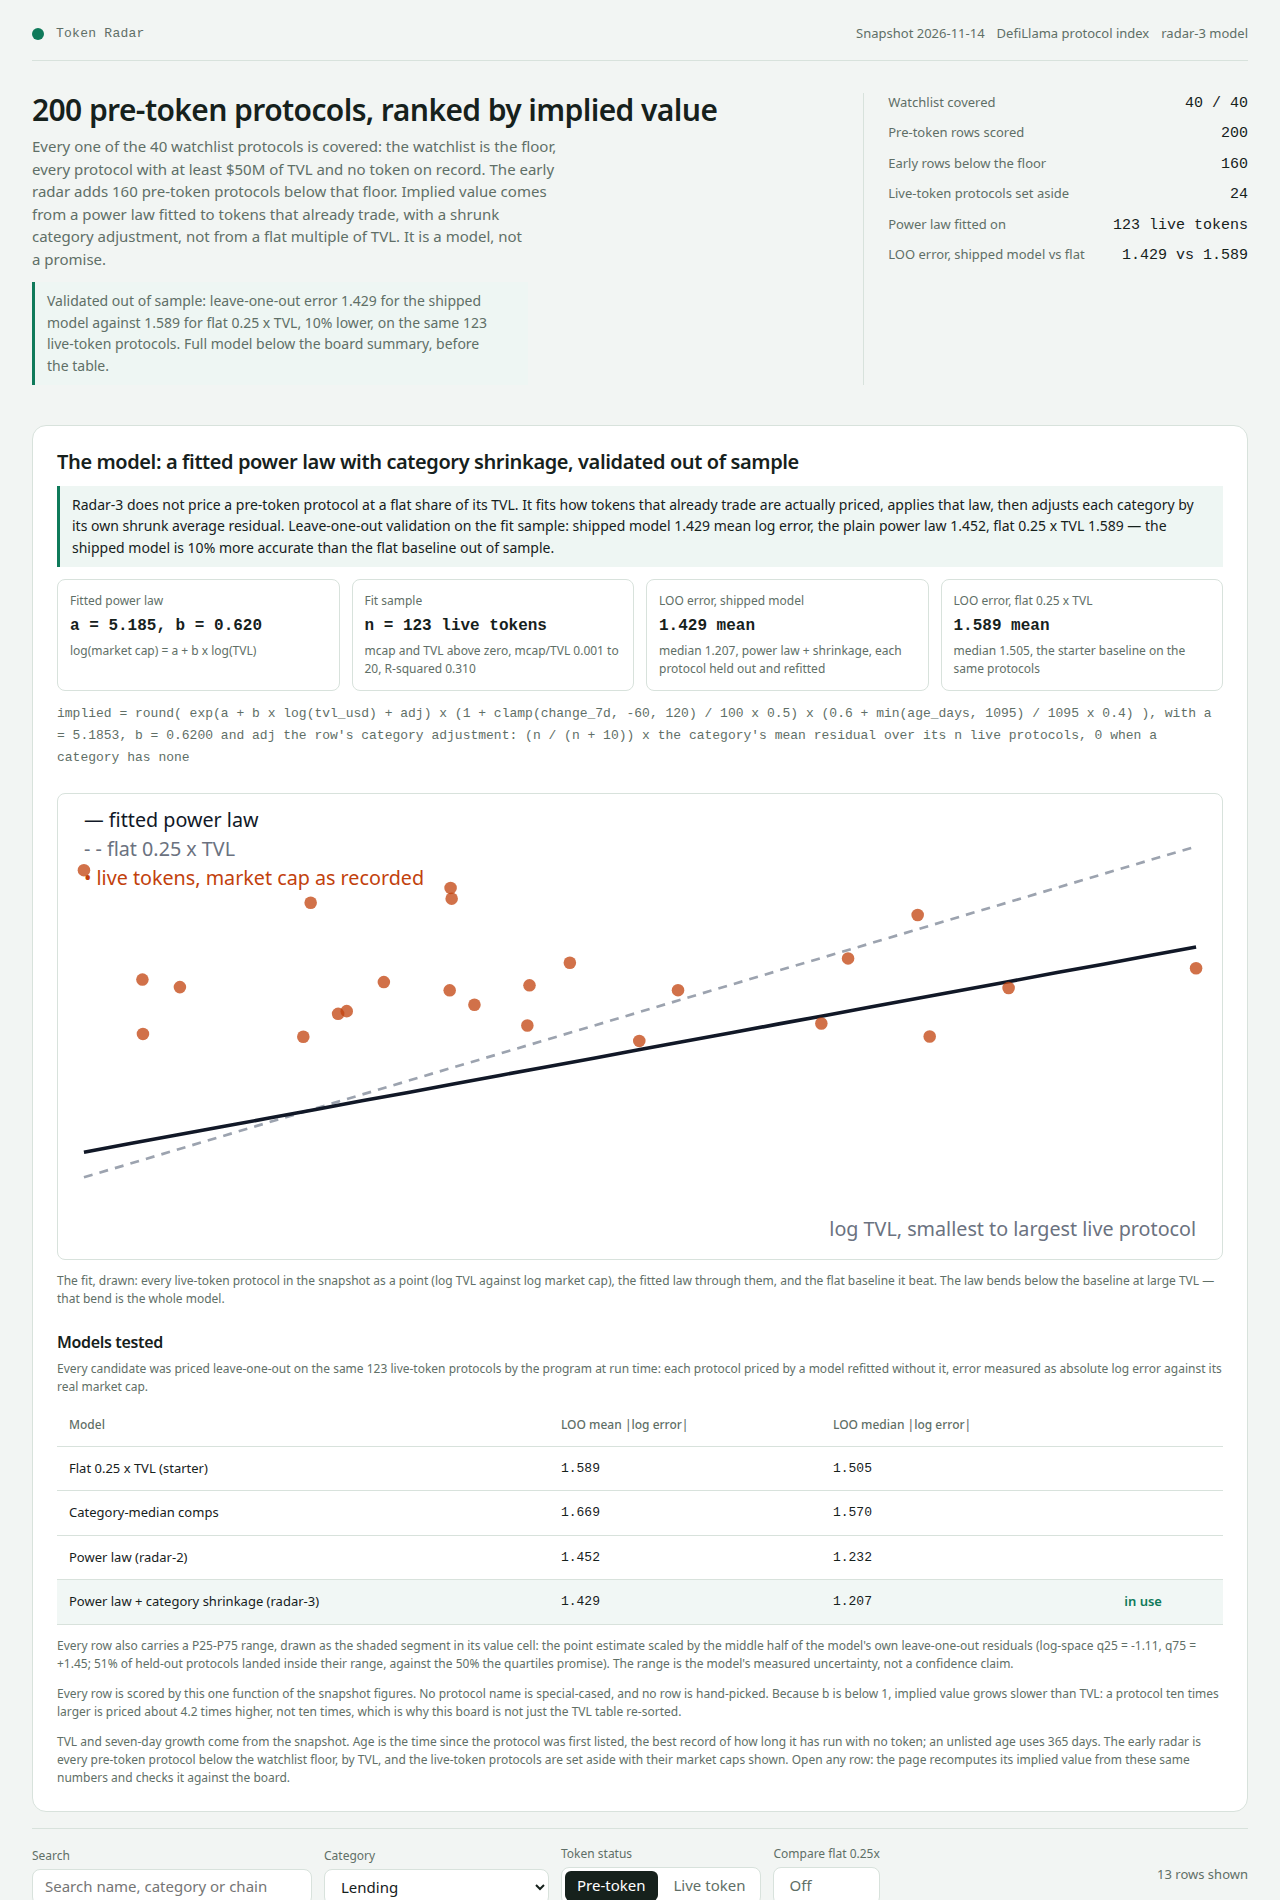 Token Radar
Snapshot 2026-11-14 DefiLlama protocol index radar-3 model
200 pre-token protocols, ranked by implied value
Every one of the 40 watchlist protocols is covered: the watchlist is the floor,
every protocol with at least $50M of TVL and no token on record. The early
radar adds 160 pre-token protocols below that floor. Implied value comes
from a power law fitted to tokens that already trade, with a shrunk
category adjustment, not from a flat multiple of TVL. It is a model, not
a promise.
Validated out of sample: leave-one-out error 1.429 for the shipped
model against 1.589 for flat 0.25 x TVL, 10% lower, on the same 123
live-token protocols. Full model below the board summary, before
the table.
Watchlist covered 40 / 40
Pre-token rows scored 200
Early rows below the floor 160
Live-token protocols set aside 24
Power law fitted on 123 live tokens
LOO error, shipped model vs flat 1.429 vs 1.589
The model: a fitted power law with category shrinkage, validated out of sample
Radar-3 does not price a pre-token protocol at a flat share of its TVL. It fits how tokens that already trade are actually priced, applies that law, then adjusts each category by
its own shrunk average residual. Leave-one-out validation on the fit sample: shipped model 1.429 mean log error, the plain power law 1.452, flat 0.25 x TVL 1.589 — the
shipped model is 10% more accurate than the flat baseline out of sample.
Fitted power law
a = 5.185, b = 0.620
log(market cap) = a + b x log(TVL)
Fit sample
n = 123 live tokens
mcap and TVL above zero, mcap/TVL 0.001 to
20, R-squared 0.310
LOO error, shipped model
1.429 mean
median 1.207, power law + shrinkage, each
protocol held out and refitted
LOO error, flat 0.25 x TVL
1.589 mean
median 1.505, the starter baseline on the
same protocols
implied = round( exp(a + b x log(tvl_usd) + adj) x (1 + clamp(change_7d, -60, 120) / 100 x 0.5) x (0.6 + min(age_days, 1095) / 1095 x 0.4) ), with a
= 5.1853, b = 0.6200 and adj the row's category adjustment: (n / (n + 10)) x the category's mean residual over its n live protocols, 0 when a
category has none
— fitted power law
- - flat 0.25 x TVL
• live tokens, market cap as recorded
log TVL, smallest to largest live protocol
The fit, drawn: every live-token protocol in the snapshot as a point (log TVL against log market cap), the fitted law through them, and the flat baseline it beat. The law bends below the baseline at large TVL —
that bend is the whole model.
Models tested
Every candidate was priced leave-one-out on the same 123 live-token protocols by the program at run time: each protocol priced by a model refitted without it, error measured as absolute log error against its
real market cap.
Model LOO mean |log error| LOO median |log error|
Flat 0.25 x TVL (starter) 1.589 1.505
Category-median comps 1.669 1.570
Power law (radar-2) 1.452 1.232
Power law + category shrinkage (radar-3) 1.429 1.207 in use
Every row also carries a P25-P75 range, drawn as the shaded segment in its value cell: the point estimate scaled by the middle half of the model's own leave-one-out residuals (log-space q25 = -1.11, q75 =
+1.45; 51% of held-out protocols landed inside their range, against the 50% the quartiles promise). The range is the model's measured uncertainty, not a confidence claim.
Every row is scored by this one function of the snapshot figures. No protocol name is special-cased, and no row is hand-picked. Because b is below 1, implied value grows slower than TVL: a protocol ten times
larger is priced about 4.2 times higher, not ten times, which is why this board is not just the TVL table re-sorted.
TVL and seven-day growth come from the snapshot. Age is the time since the protocol was first listed, the best record of how long it has run with no token; an unlisted age uses 365 days. The early radar is
every pre-token protocol below the watchlist floor, by TVL, and the live-token protocols are set aside with their market caps shown. Open any row: the page recomputes its implied value from these same
numbers and checks it against the board.
Search Category Token status Compare flat 0.25x
Search name, category or chain Lending Pre-token Live token Off 13 rows shown